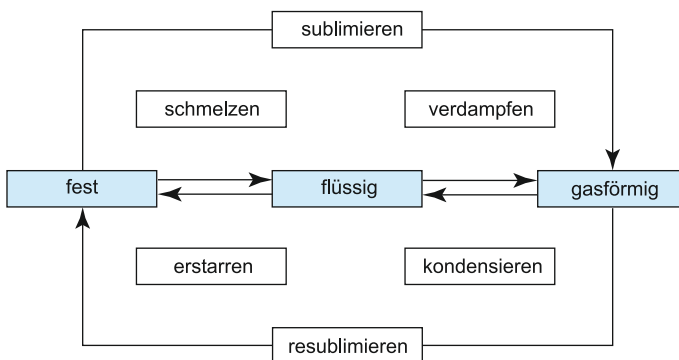 sublimieren
schmelzen
verdampfen
fest
flüssig
gasförmig
erstarren
kondensieren
resublimieren